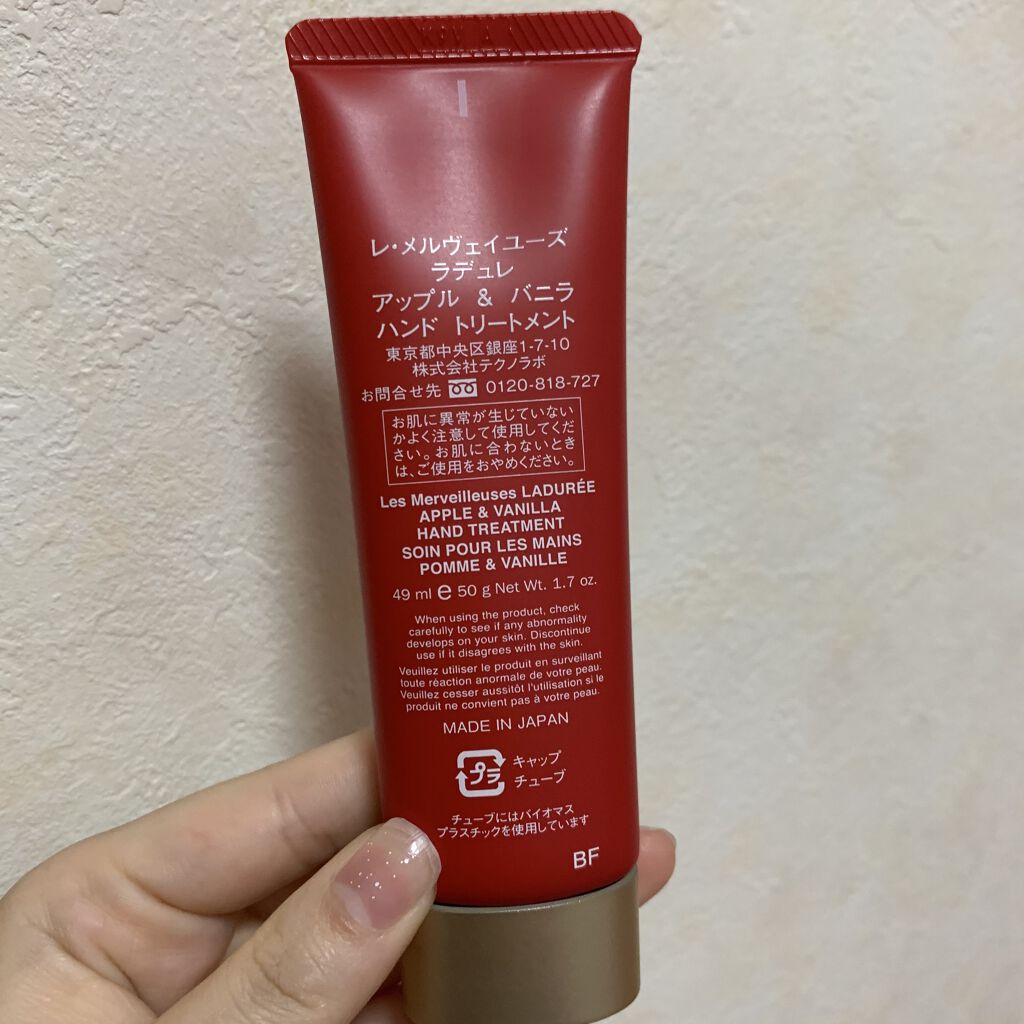 レ・メルヴェイユーズ
ラデュレ
アップル & バニラ
ハンド トリートメント
東京都中央区銀座1-7-10
株式会社テクノラボ
お問合せ先 0120-818-727
お肌に異常が生じていない
かよく注意して使用してくだ
さい。お肌に合わないとき
は、ご使用をおやめください。
Les Merveilleuses LADURÉE
APPLE & VANILLA
HAND TREATMENT
SOIN POUR LES MAINS
POMME & VANILLE
49 ml e 50 g Net Wt. 1.7 oz.
When using the product, check
carefully to see if any abnormality
develops on your skin. Discontinue
use if it disagrees with the skin.
Veuillez utiliser le produit en surveillant
toute réaction anormale de votre peau.
Veuillez cesser aussitôt l'utilisation si le
produit ne convient pas à votre peau.
MADE IN JAPAN
プラ キャップ
チューブ
チューブにはバイオマス
プラスチックを使用しています
BF